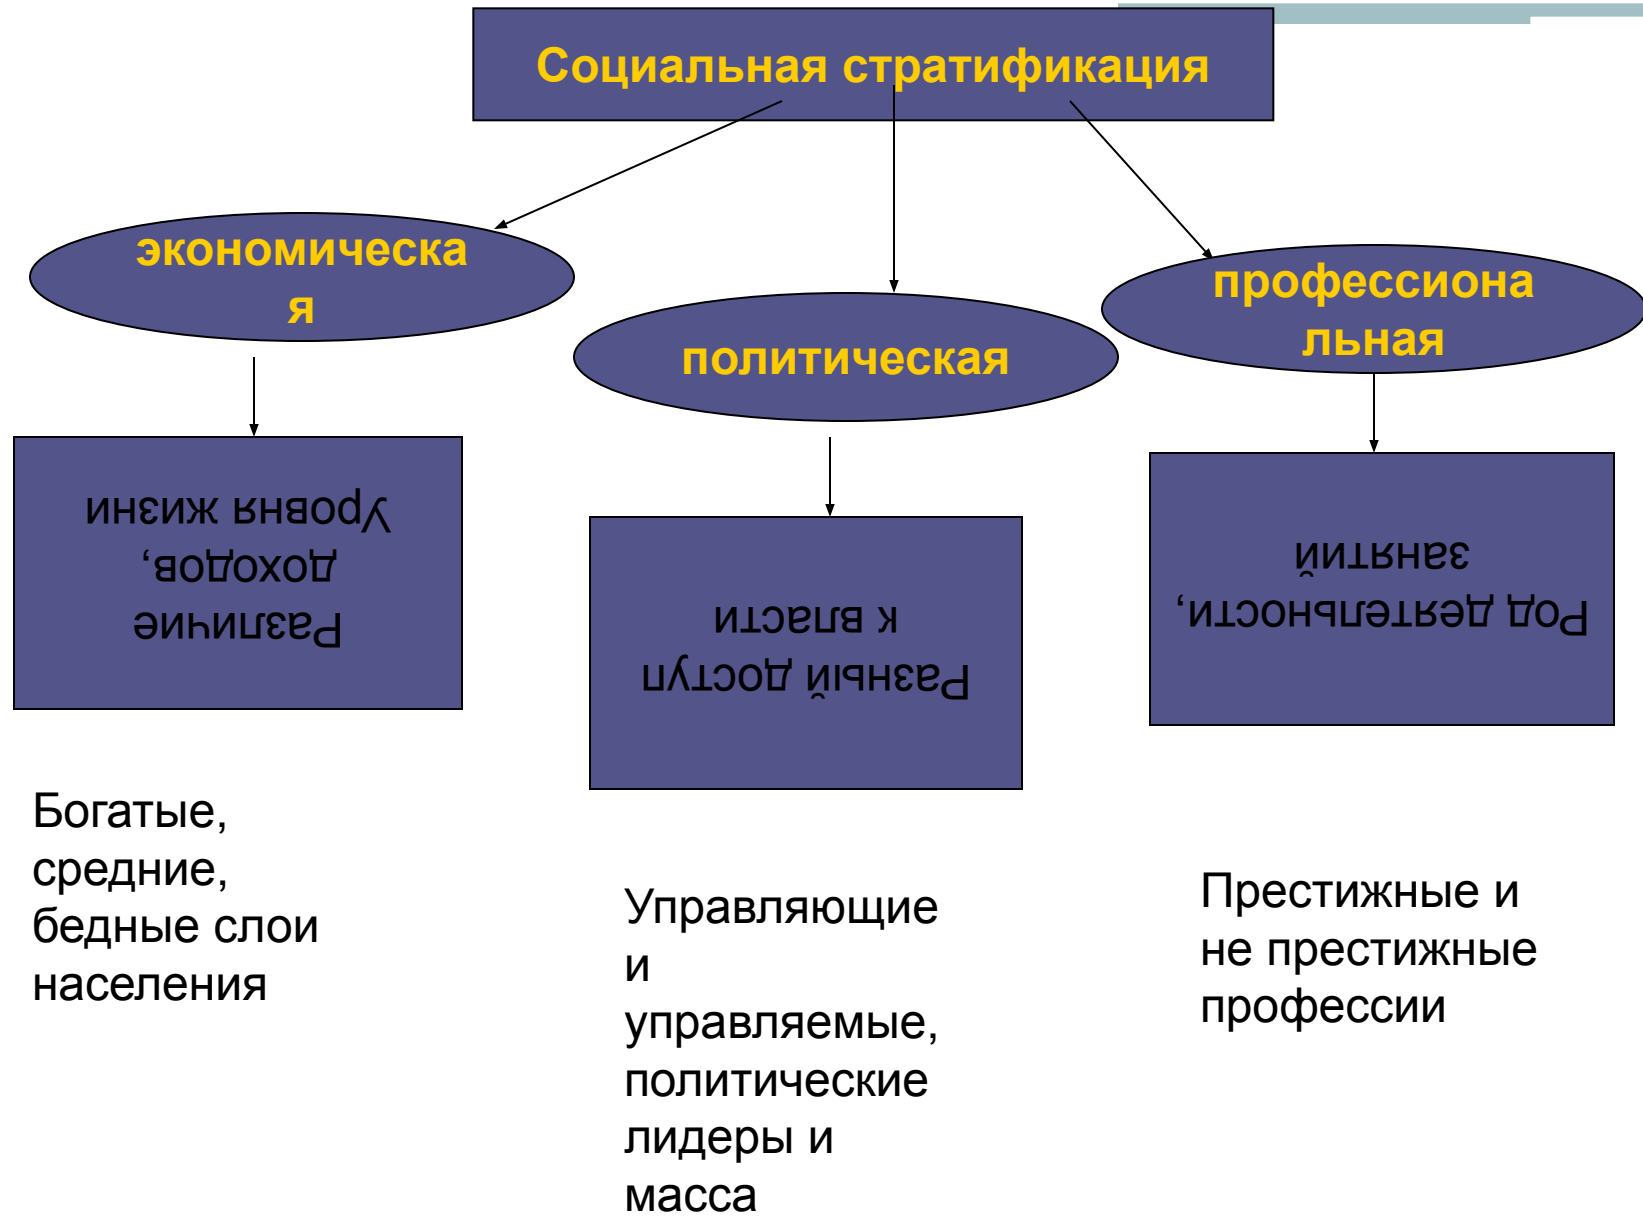 Социальная стратификация
экономическа
я
политическая
профессиона
льная
Различие
доходов,
Уровня жизни
Разный доступ
к власти
Род деятельности,
занятий
Богатые,
средние,
бедные слои
населения
Управляющие
и
управляемые,
политические
лидеры и
масса
Престижные и
не престижные
профессии